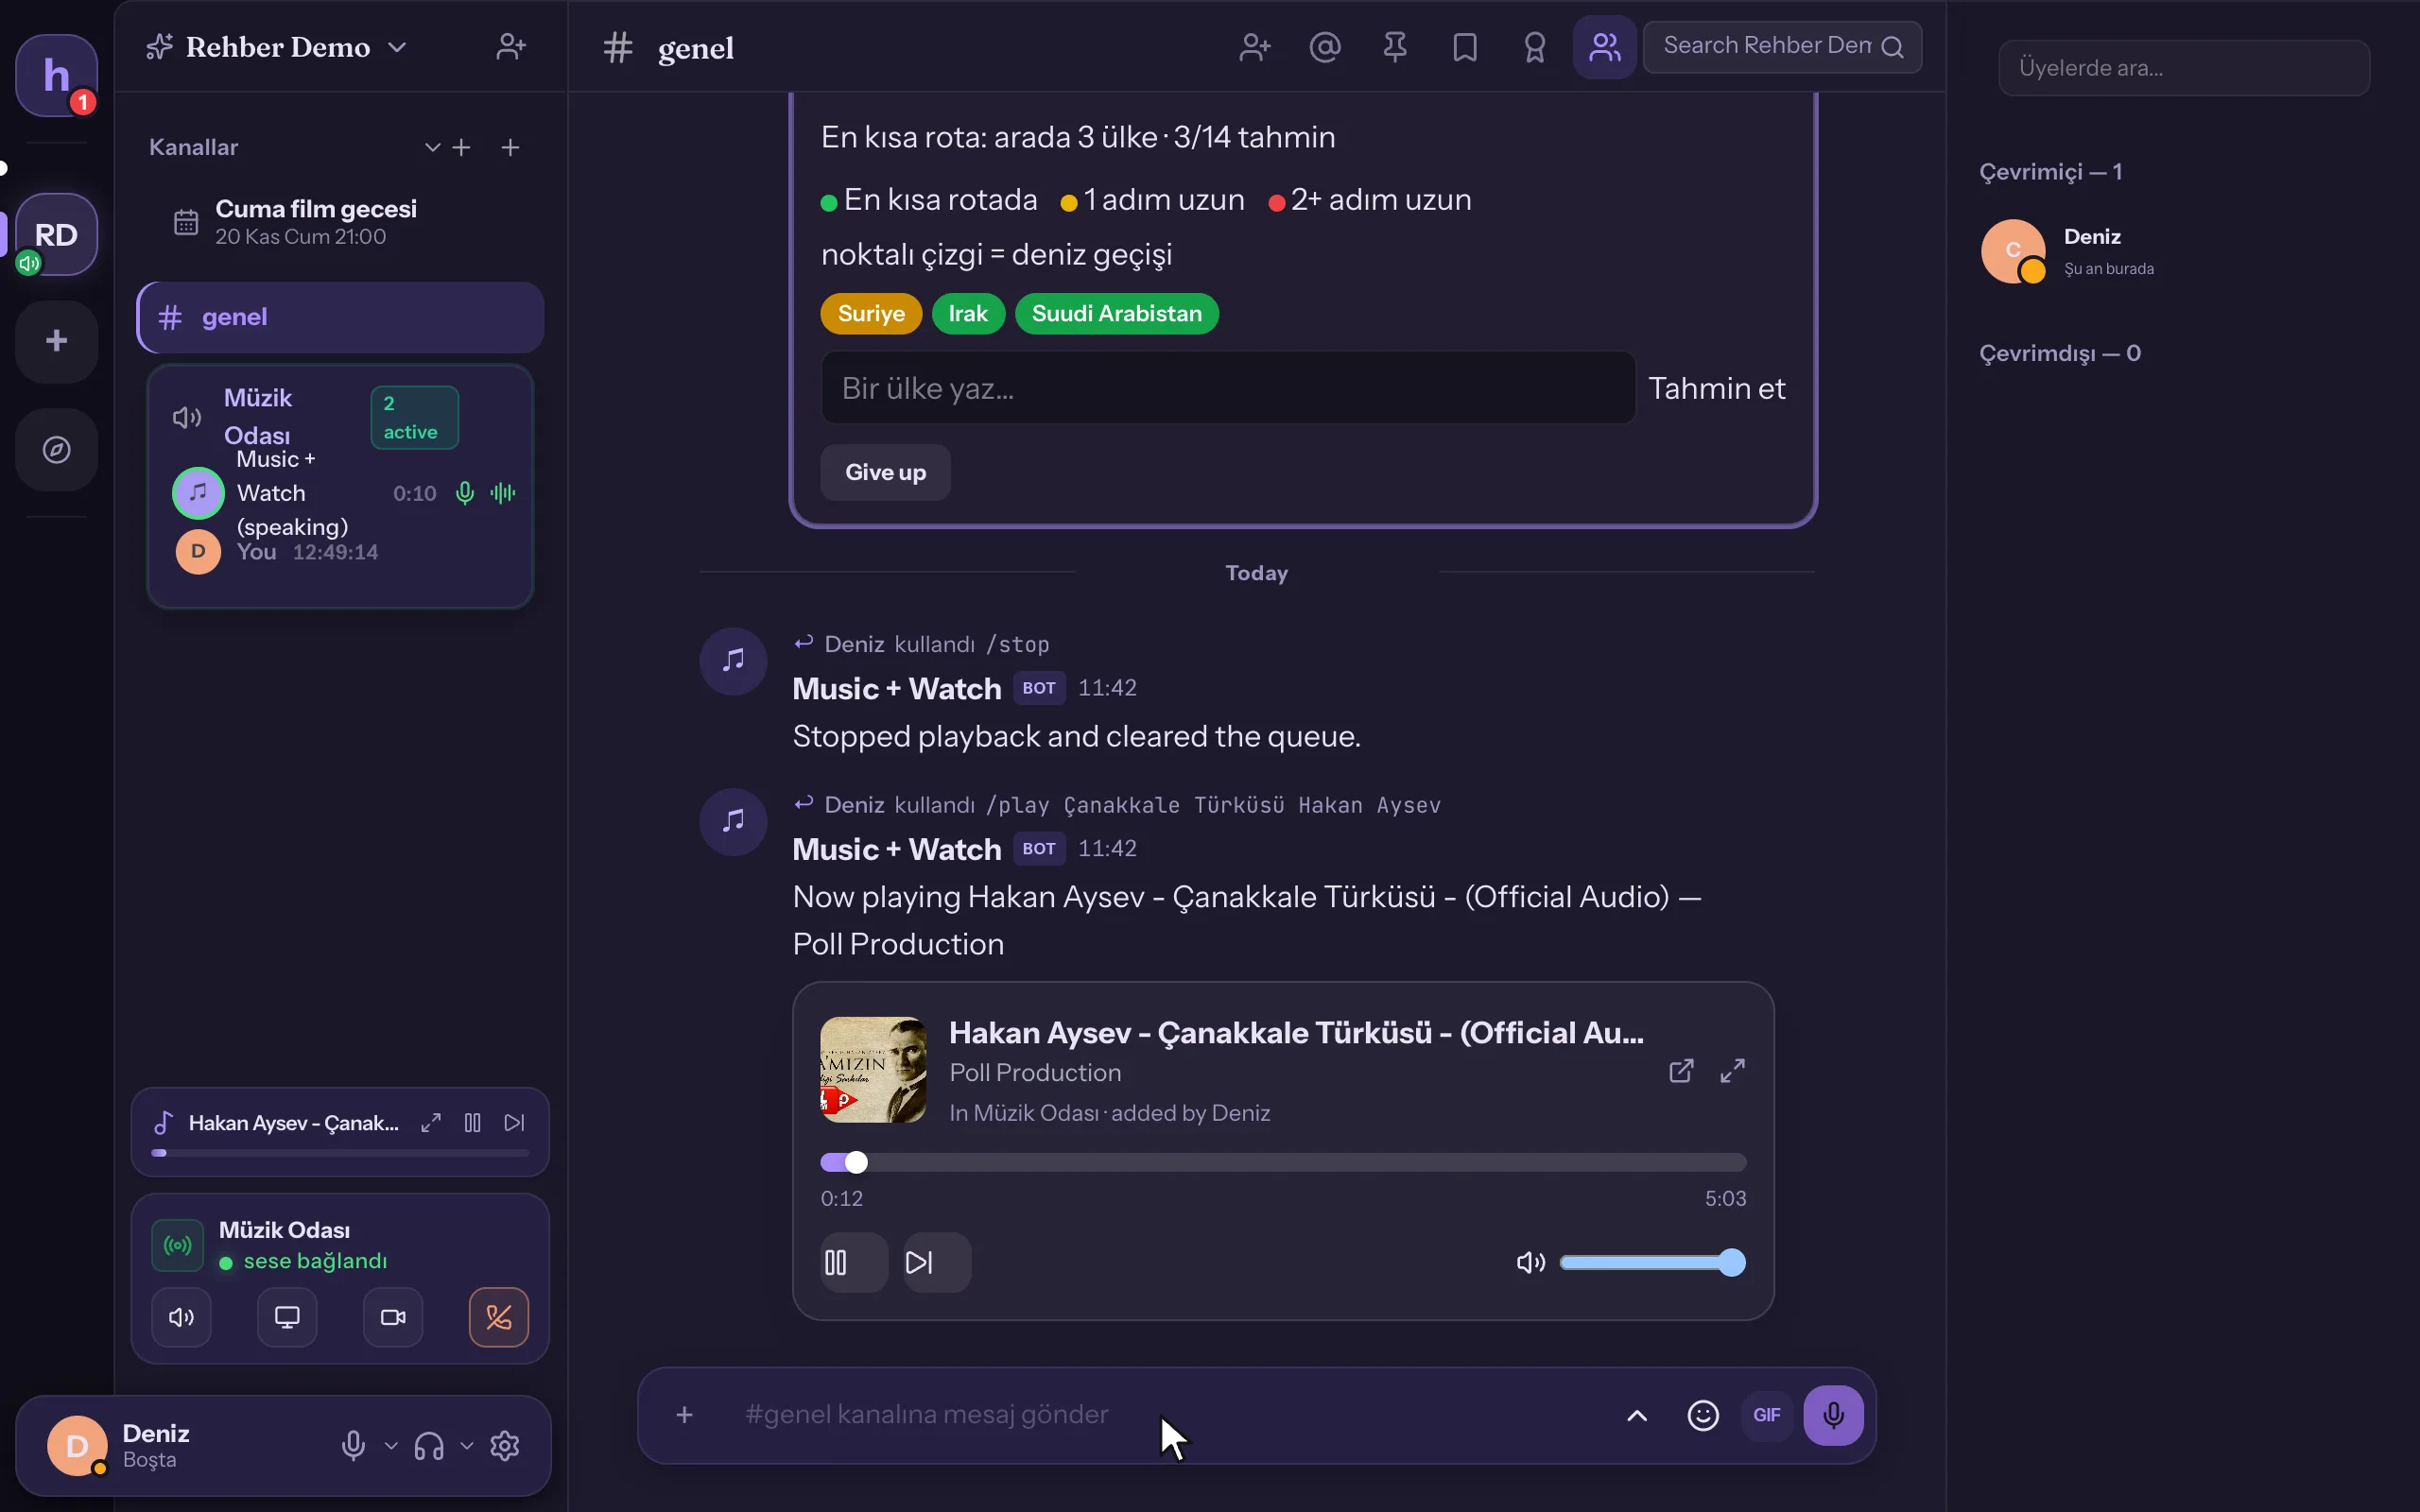 h
1
RD
Rehber Demo
Kanallar
Cuma film gecesi
20 Kas Cum 21:00
# genel
Müzik
Odası
2
active
Music +
Watch
(speaking)
0:10
D
You 12:49:14
Hakan Aysev - Çanak...
Müzik Odası
sese bağlandı
D
Deniz
Boşta
# genel
Search Rehber Dem
En kısa rota: arada 3 ülke · 3/14 tahmin
En kısa rotada 1 adım uzun 2+ adım uzun
noktalı çizgi = deniz geçişi
Suriye Irak Suudi Arabistan
Bir ülke yaz... Tahmin et
Give up
Today
Deniz kullandı /stop
Music + Watch BOT 11:42
Stopped playback and cleared the queue.
Deniz kullandı /play Çanakkale Türküsü Hakan Aysev
Music + Watch BOT 11:42
Now playing Hakan Aysev - Çanakkale Türküsü - (Official Audio) —
Poll Production
A'MIZIN
Hakan Aysev - Çanakkale Türküsü - (Official Au...
Poll Production
In Müzik Odası · added by Deniz
0:12 5:03
#genel kanalına mesaj gönder
GIF
Üyelerde ara...
Çevrimiçi — 1
C
Deniz
Şu an burada
Çevrimdışı — 0